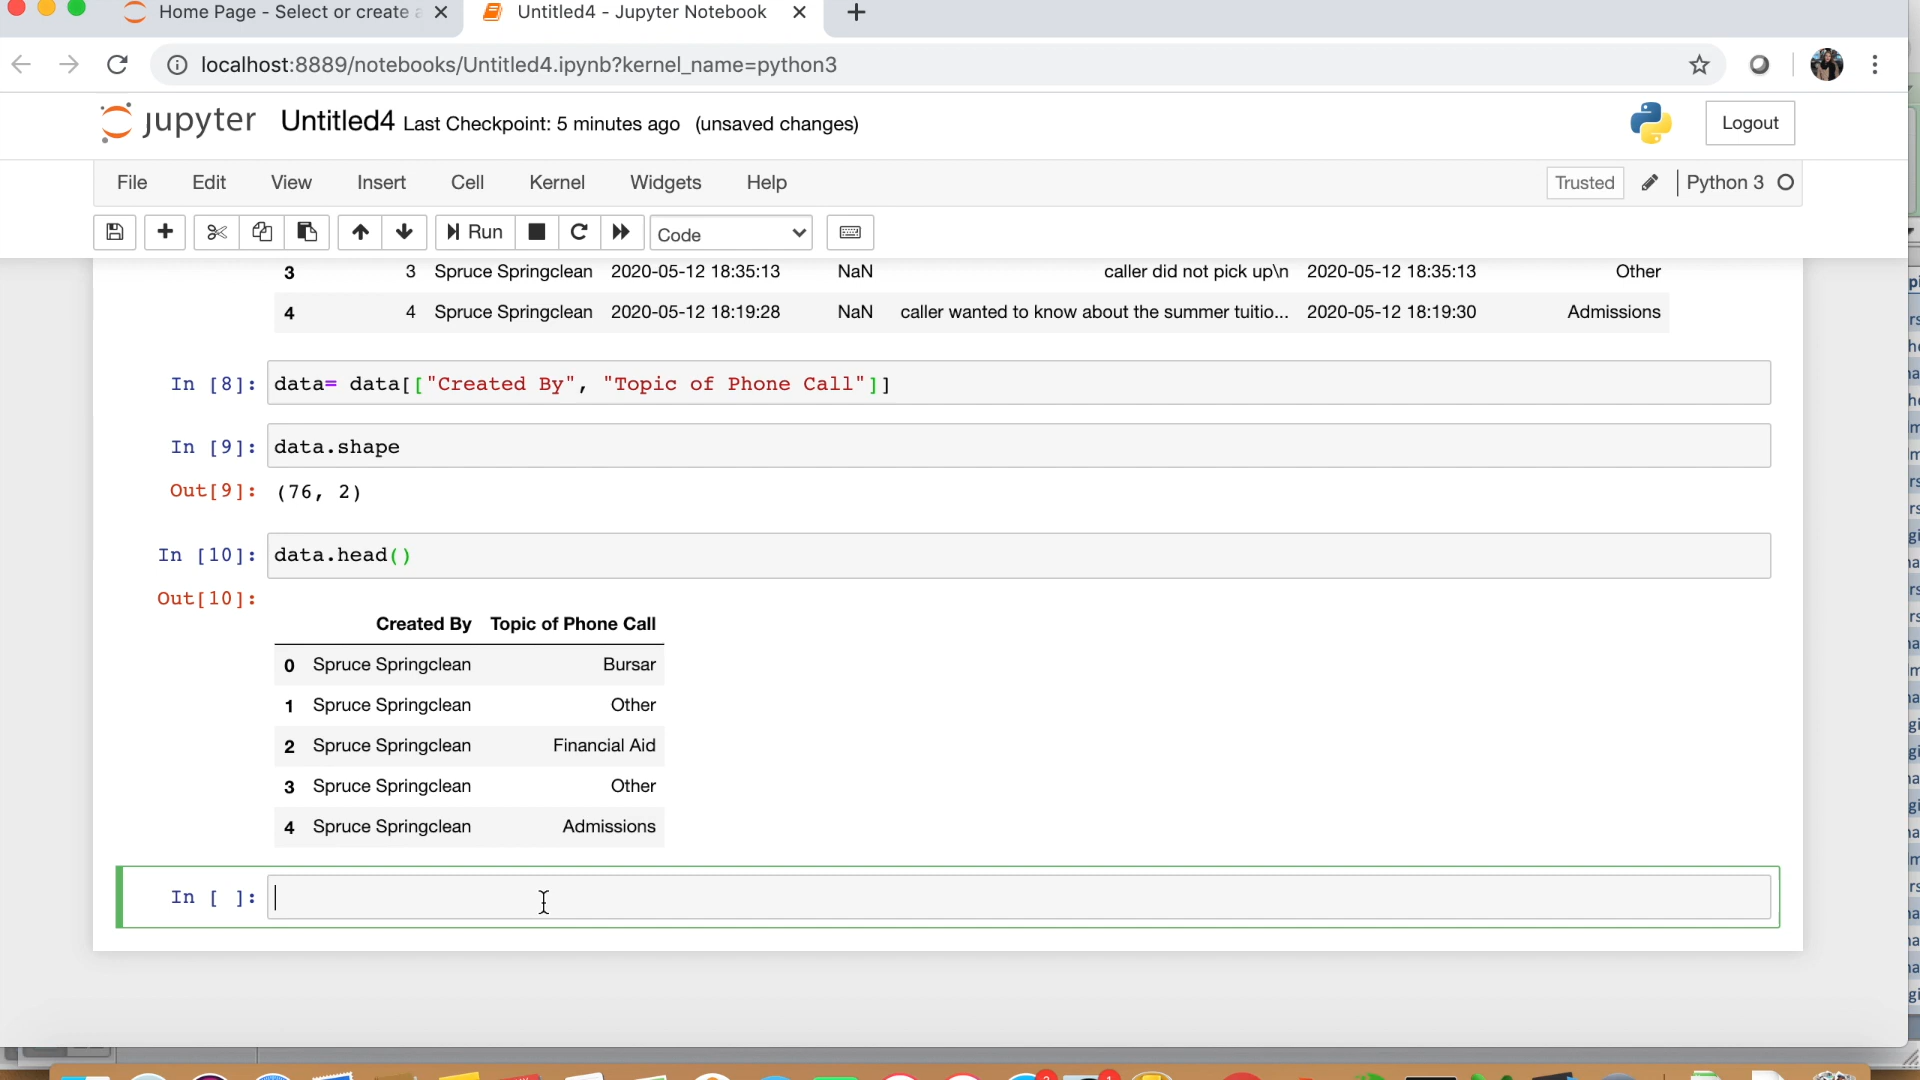 Home Page - Select or create a
Untitled4 - Jupyter Notebook
localhost:8889/notebooks/Untitled4.ipynb?kernel_name=python3
jupyter Untitled4 Last Checkpoint: 5 minutes ago (unsaved changes)
Logout
File Edit View Insert Cell Kernel Widgets Help
Trusted Python 3
Run Code
3 3 Spruce Springclean 2020-05-12 18:35:13 NaN caller did not pick up\n 2020-05-12 18:35:13 Other
4 4 Spruce Springclean 2020-05-12 18:19:28 NaN caller wanted to know about the summer tuitio... 2020-05-12 18:19:30 Admissions
In [8]: data= data[["Created By", "Topic of Phone Call"]]
In [9]: data.shape
Out[9]: (76, 2)
In [10]: data.head()
Out[10]:
Created By Topic of Phone Call
0 Spruce Springclean Bursar
1 Spruce Springclean Other
2 Spruce Springclean Financial Aid
3 Spruce Springclean Other
4 Spruce Springclean Admissions
In [ ]: